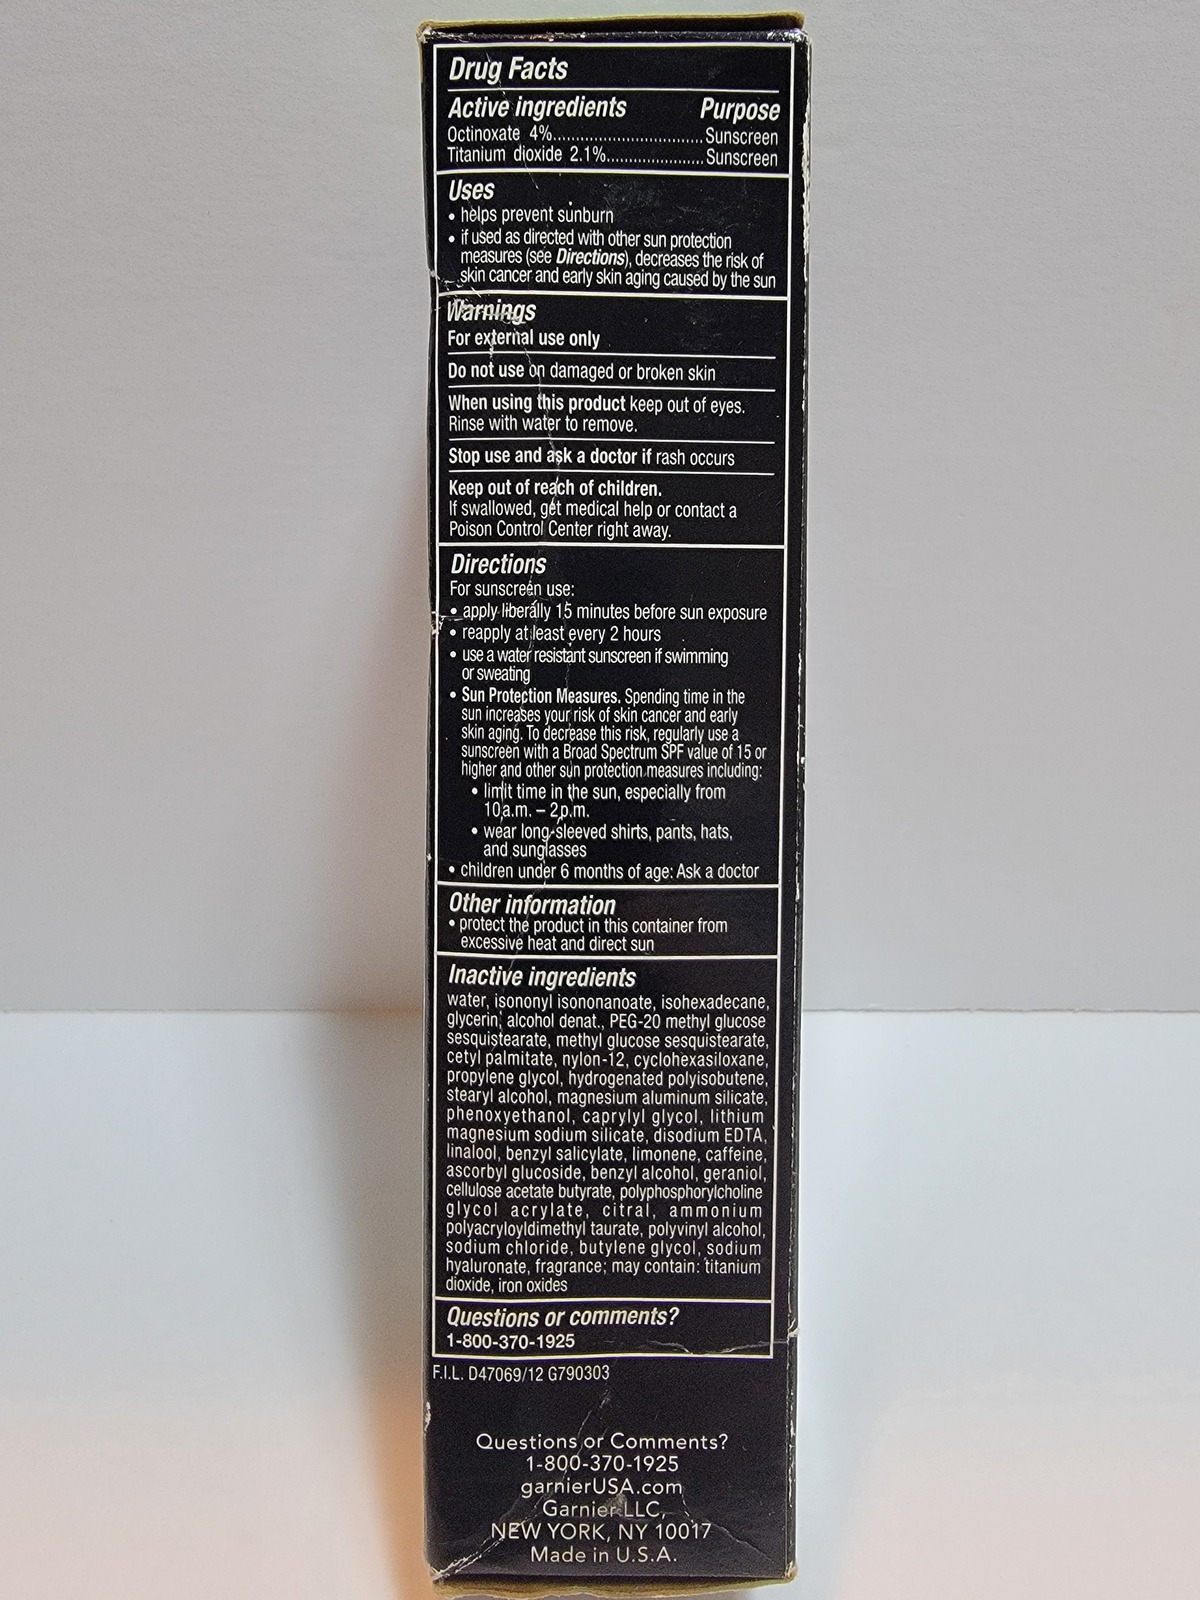 Drug Facts
Active ingredients Purpose
Octinoxate 4%..............................Sunscreen
Titanium dioxide 2.1%.....................Sunscreen
Uses
• helps prevent sunburn
• if used as directed with other sun protection
measures (see Directions), decreases the risk of
skin cancer and early skin aging caused by the sun
Warnings
For external use only
Do not use on damaged or broken skin
When using this product keep out of eyes.
Rinse with water to remove.
Stop use and ask a doctor if rash occurs
Keep out of reach of children.
If swallowed, get medical help or contact a
Poison Control Center right away.
Directions
For sunscreen use:
• apply liberally 15 minutes before sun exposure
• reapply at least every 2 hours
• use a water resistant sunscreen if swimming
or sweating
• Sun Protection Measures. Spending time in the
sun increases your risk of skin cancer and early
skin aging. To decrease this risk, regularly use a
sunscreen with a Broad Spectrum SPF value of 15 or
higher and other sun protection measures including:
• limit time in the sun, especially from
10 a.m. – 2 p.m.
• wear long-sleeved shirts, pants, hats,
and sunglasses
• children under 6 months of age: Ask a doctor
Other information
• protect the product in this container from
excessive heat and direct sun
Inactive ingredients
water, isononyl isononanoate, isohexadecane,
glycerin, alcohol denat., PEG-20 methyl glucose
sesquistearate, methyl glucose sesquistearate,
cetyl palmitate, nylon-12, cyclohexasiloxane,
propylene glycol, hydrogenated polyisobutene,
stearyl alcohol, magnesium aluminum silicate,
phenoxyethanol, caprylyl glycol, lithium
magnesium sodium silicate, disodium EDTA,
linalool, benzyl salicylate, limonene, caffeine,
ascorbyl glucoside, benzyl alcohol, geraniol,
cellulose acetate butyrate, polyphosphorylcholine
glycol acrylate, citral, ammonium
polyacryloyldimethyl taurate, polyvinyl alcohol,
sodium chloride, butylene glycol, sodium
hyaluronate, fragrance; may contain: titanium
dioxide, iron oxides
Questions or comments?
1-800-370-1925
F.I.L. D47069/12 G790303
Questions or Comments?
1-800-370-1925
garnierUSA.com
Garnier LLC,
NEW YORK, NY 10017
Made in U.S.A.